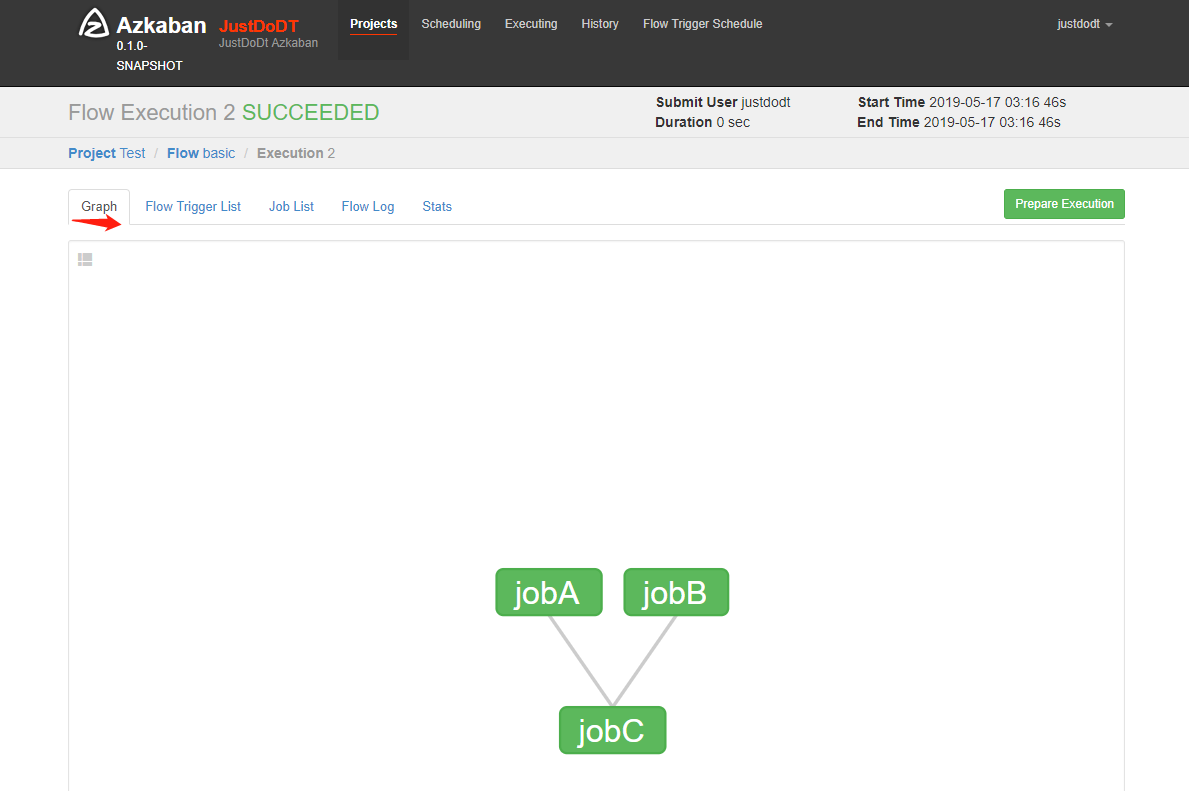 Azkaban JustDoDT Projects Scheduling Executing History Flow Trigger Schedule justdodt
0.1.0- JustDoDt Azkaban
SNAPSHOT
Flow Execution 2 SUCCEEDED
Submit User justdodt Start Time 2019-05-17 03:16 46s
Duration 0 sec End Time 2019-05-17 03:16 46s
Project Test / Flow basic / Execution 2
Graph Flow Trigger List Job List Flow Log Stats Prepare Execution
jobA jobB
jobC